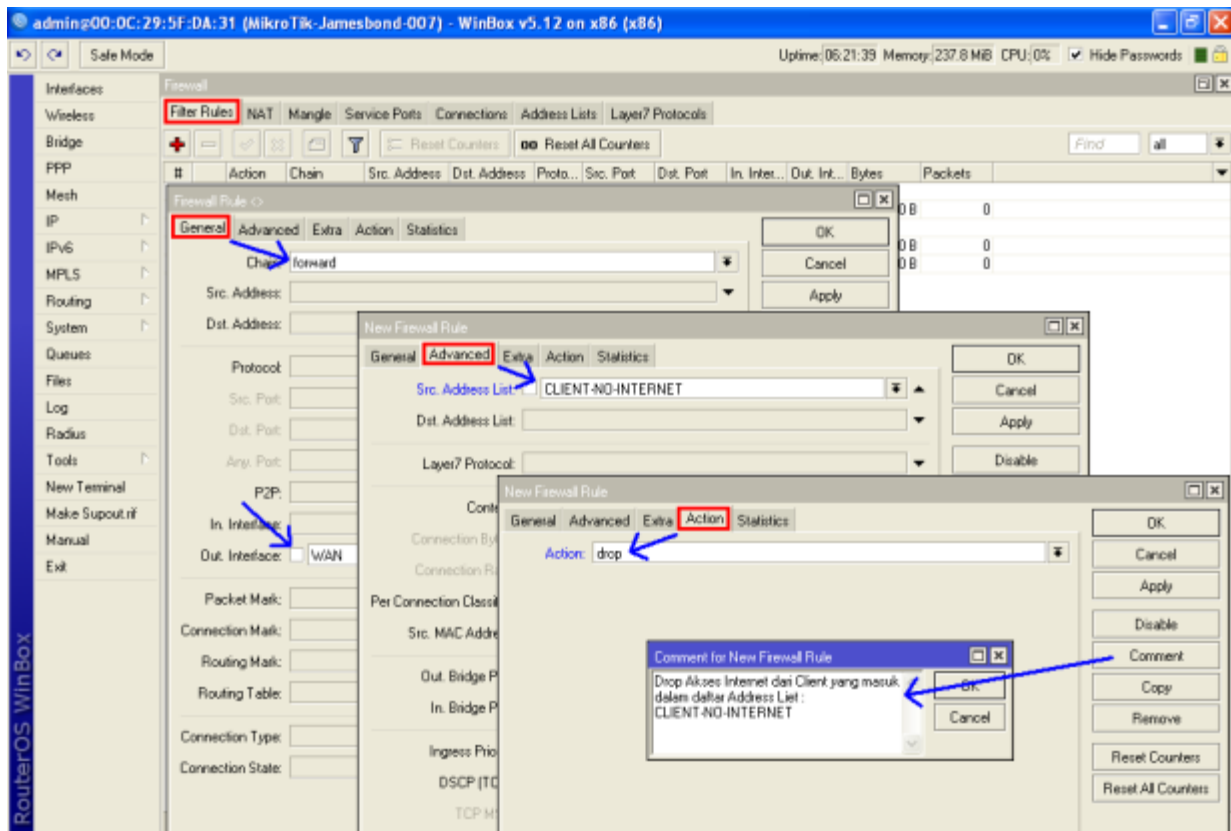 admin@00:0C:29:5F:DA:31 (MikroTik-Jamesbond-007) - WinBox v5.12 on x86 (x86)
Safe Mode
Uptime: 06:21:39 Memory: 237.8 MiB CPU: 0% Hide Passwords
Interfaces
Wireless
Bridge
PPP
Mesh
IP
IPv6
MPLS
Routing
System
Queues
Files
Log
Radius
Tools
New Terminal
Make Supout.rif
Manual
Exit
RouterOS WinBox
Firewall
Filter Rules NAT Mangle Service Ports Connections Address Lists Layer7 Protocols
Reset Counters 00 Reset All Counters Find all
# Action Chain Src. Address Dst. Address Proto... Src. Port Dst. Port In. Inter... Out. Int... Bytes Packets
0 B 0
0 B 0
0 B 0
Firewall Rule <>
General Advanced Extra Action Statistics
OK
Cancel
Apply
Chain: forward
Src. Address:
Dst. Address:
Protocol:
Src. Port:
Dst. Port:
Any. Port:
P2P:
In. Interface:
Out. Interface: WAN
Packet Mark:
Connection Mark:
Routing Mark:
Routing Table:
Connection Type:
Connection State:
New Firewall Rule
General Advanced Extra Action Statistics
OK
Cancel
Apply
Disable
Src. Address List: CLIENT-NO-INTERNET
Dst. Address List:
Layer7 Protocol:
Conte
Connection By
Connection Ra
Per Connection Classif
Src. MAC Addre
Out. Bridge P
In. Bridge P
Ingress Prio
DSCP (TO
TCP M
New Firewall Rule
General Advanced Extra Action Statistics
Action: drop
OK
Cancel
Apply
Disable
Comment
Copy
Remove
Reset Counters
Reset All Counters
Comment for New Firewall Rule
Drop Akses Internet dari Client yang masuk
dalam daftar Address List :
CLIENT-NO-INTERNET
OK
Cancel